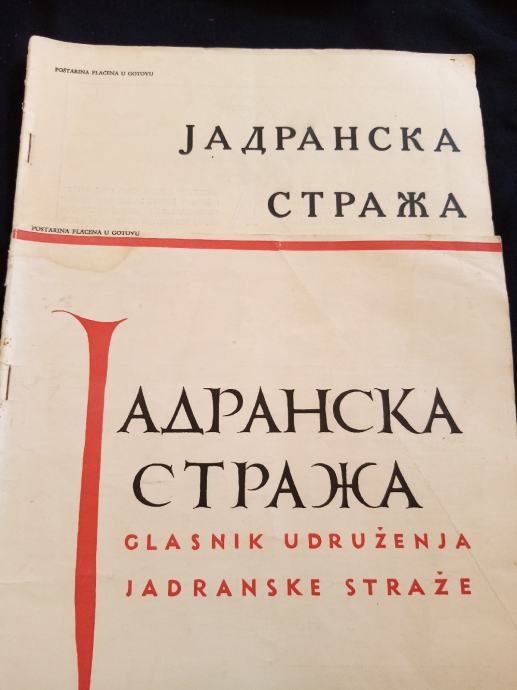 POŠTARINA PLAĆENA U GOTOVU
ЈАДРАНСКА
СТРАЖА
POŠTARINA PLAĆENA U GOTOVU
ЈАДРАНСКА
СТРАЖА
GLASNIK UDRUŽENJA
JADRANSKE STRAŽE